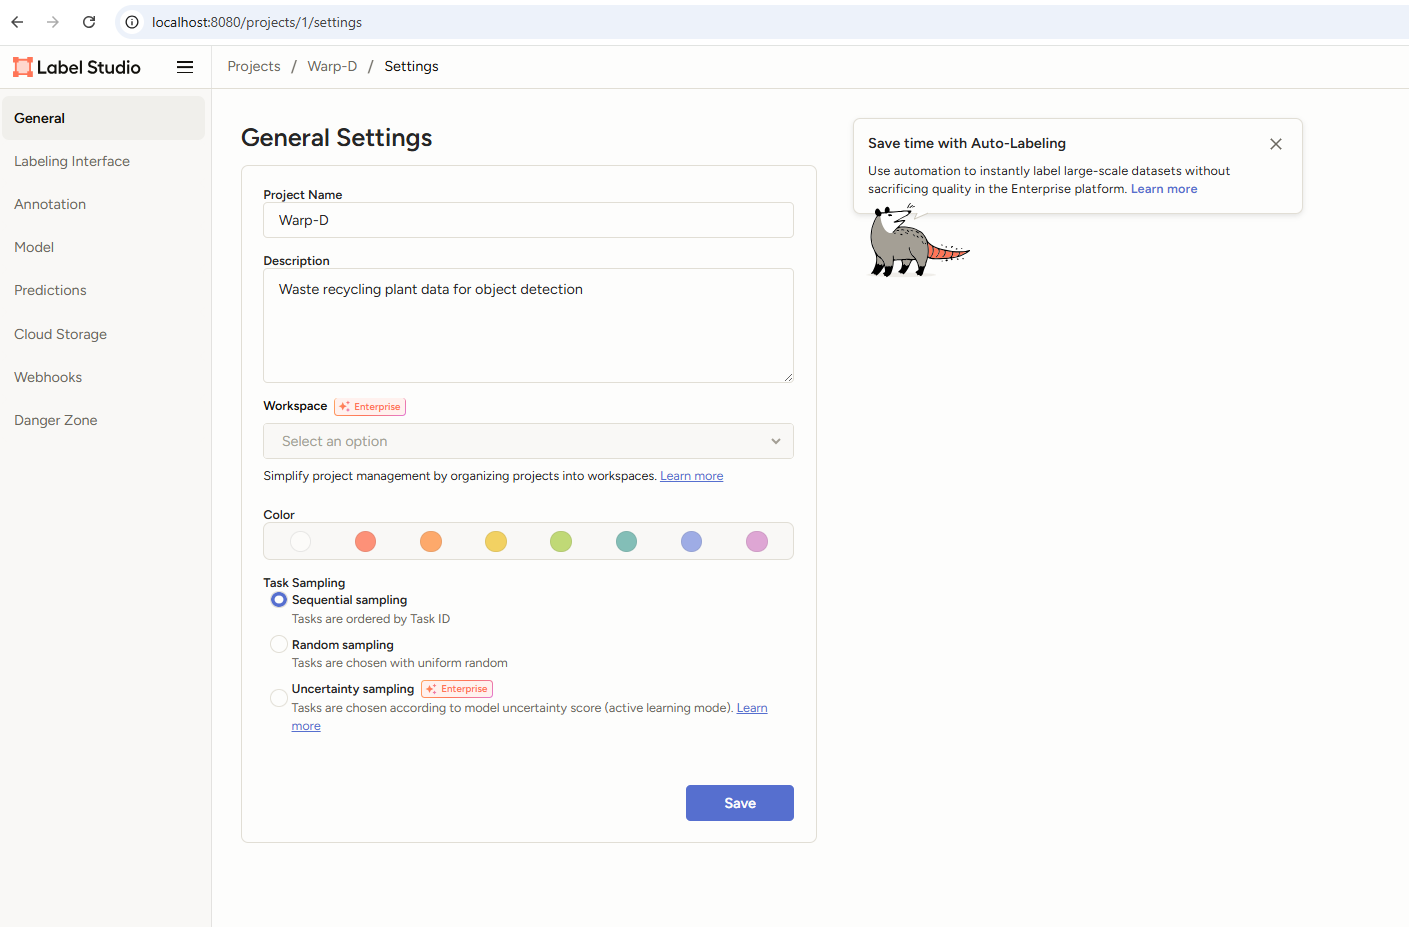 localhost:8080/projects/1/settings
Label Studio
Projects / Warp-D / Settings
General
Labeling Interface
Annotation
Model
Predictions
Cloud Storage
Webhooks
Danger Zone
General Settings
Project Name
Warp-D
Description
Waste recycling plant data for object detection
Workspace Enterprise
Select an option
Simplify project management by organizing projects into workspaces. Learn more
Color
Task Sampling
Sequential sampling
Tasks are ordered by Task ID
Random sampling
Tasks are chosen with uniform random
Uncertainty sampling Enterprise
Tasks are chosen according to model uncertainty score (active learning mode). Learn
more
Save
Save time with Auto-Labeling
Use automation to instantly label large-scale datasets without
sacrificing quality in the Enterprise platform. Learn more